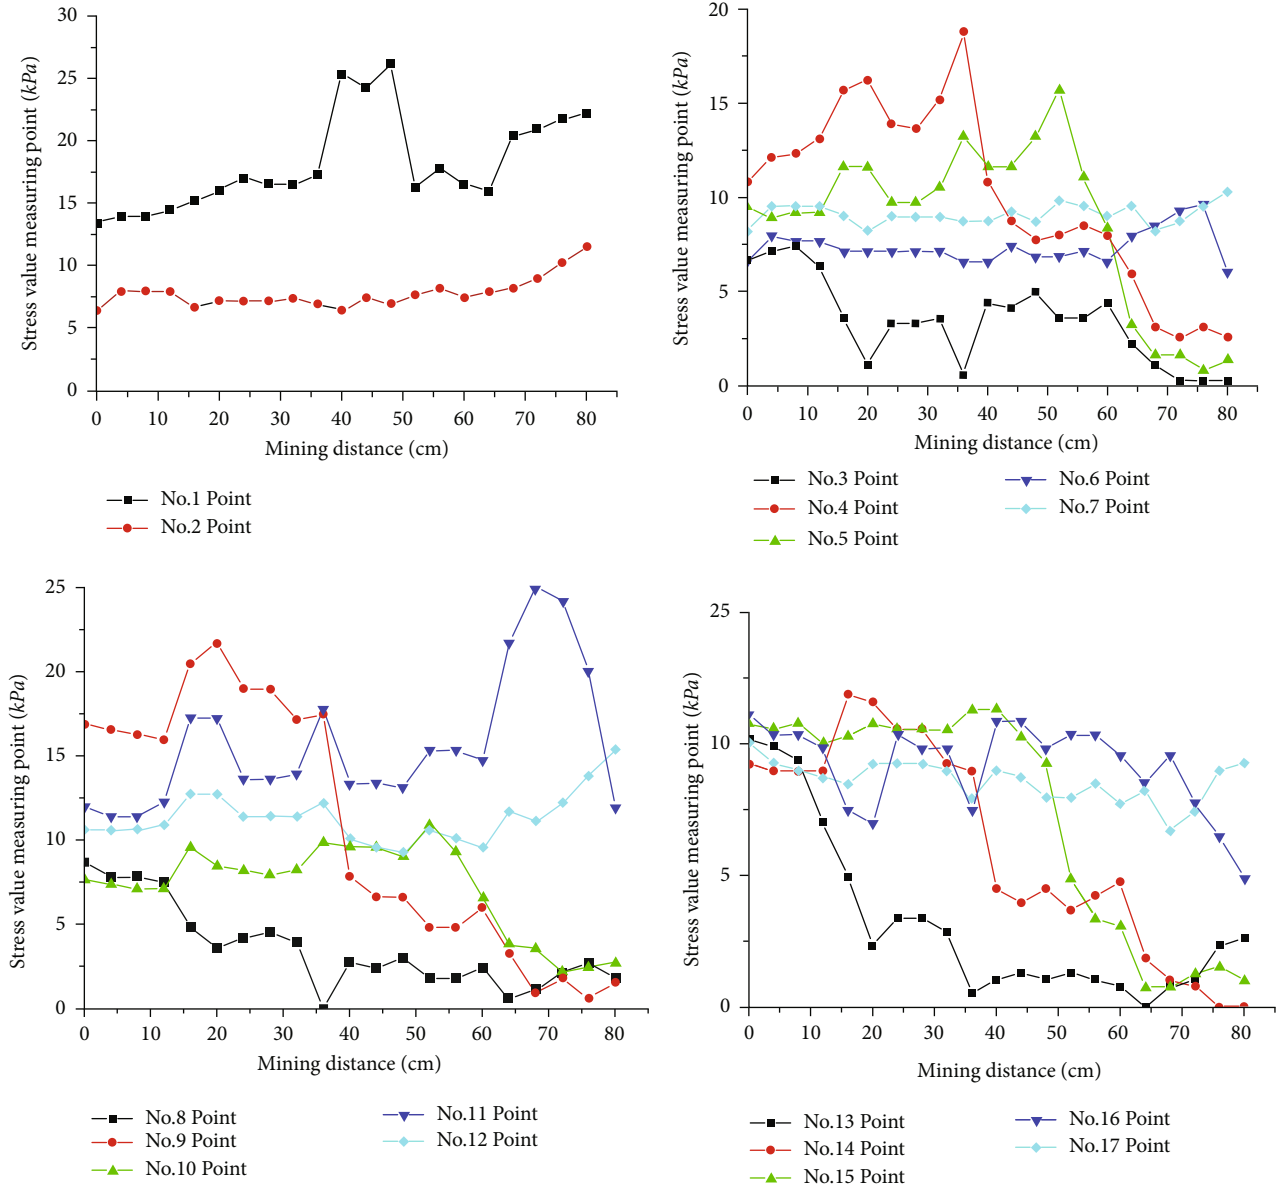 Stress value measuring point (kPa)
30
25
20
15
10
5
0
0 10 20 30 40 50 60 70 80
Mining distance (cm)
No.1 Point
No.2 Point
Stress value measuring point (kPa)
20
15
10
5
0
0 10 20 30 40 50 60 70 80
Mining distance (cm)
No.3 Point
No.4 Point
No.5 Point
No.6 Point
No.7 Point
Stress value measuring point (kPa)
25
20
15
10
5
0
0 10 20 30 40 50 60 70 80
Mining distance (cm)
No.8 Point
No.9 Point
No.10 Point
No.11 Point
No.12 Point
Stress value measuring point (kPa)
25
10
5
0
0 10 20 30 40 50 60 70 80
Mining distance (cm)
No.13 Point
No.14 Point
No.15 Point
No.16 Point
No.17 Point